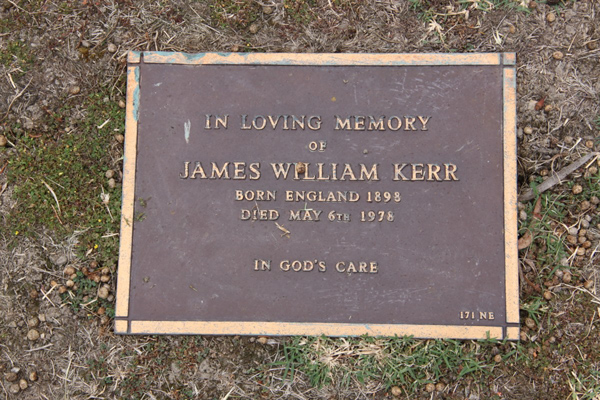 IN LOVING MEMORY
OF
JAMES WILLIAM KERR
BORN ENGLAND 1898
DIED MAY 6TH 1978
IN GOD'S CARE
171 NE